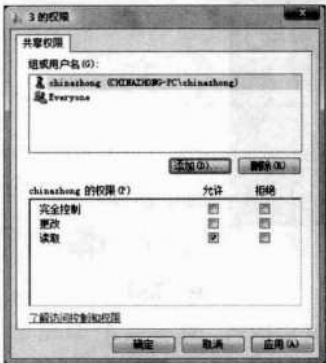 3 的权限
共享权限
组或用户名(G):
chinazhong (CHINAZHONG-PC\chinazhong)
Everyone
添加(D)... 删除(R)
chinazhong 的权限(P) 允许 拒绝
完全控制
更改
读取
了解访问控制和权限
确定 取消 应用(A)